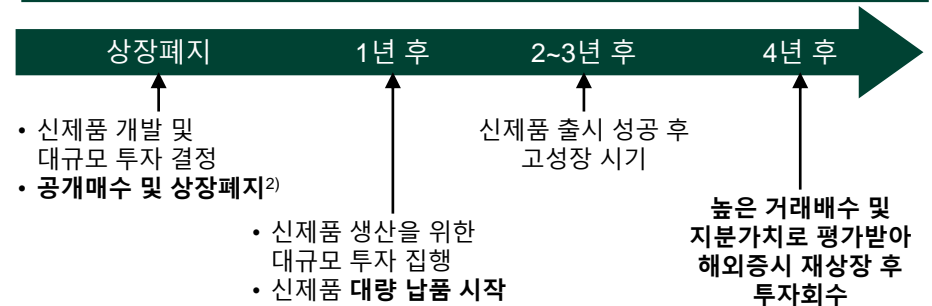 상장폐지
1년 후
2~3년 후
4년 후
• 신제품 개발 및
대규모 투자 결정
• 공개매수 및 상장폐지2)
• 신제품 생산을 위한
대규모 투자 집행
• 신제품 대량 납품 시작
신제품 출시 성공 후
고성장 시기
높은 거래배수 및
지분가치로 평가받아
해외증시 재상장 후
투자회수